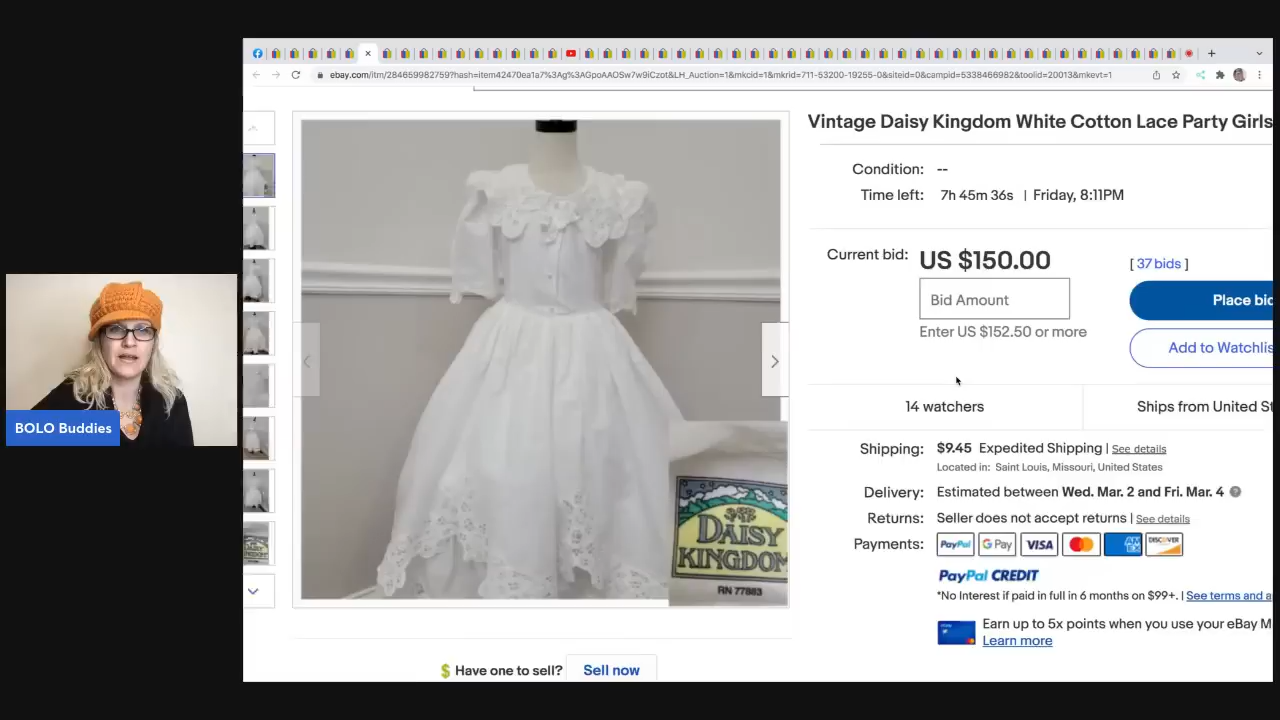 ebay.com/itm/284659982759?hash=item42470ea1a7%3Ag%3AGpoAAOSw7w9iCzot&LH_Auction=1&mkcid=1&mkrid=711-53200-19255-0&siteid=0&campid=5338466982&toolid=20013&mkevt=1
Vintage Daisy Kingdom White Cotton Lace Party Girls
Condition: --
Time left: 7h 45m 36s | Friday, 8:11PM
Current bid: US $150.00 [ 37 bids ]
Bid Amount
Place bid
Enter US $152.50 or more
Add to Watchlis
14 watchers
Ships from United St
Shipping: $9.45 Expedited Shipping | See details
Located in: Saint Louis, Missouri, United States
Delivery: Estimated between Wed. Mar. 2 and Fri. Mar. 4
Returns: Seller does not accept returns | See details
Payments: PayPal G Pay VISA MasterCard AM EX DISCOVER
PayPal CREDIT
*No Interest if paid in full in 6 months on $99+. | See terms and a
Earn up to 5x points when you use your eBay M
Learn more
DAISY
KINGDOM
RN 77883
BOLO Buddies
$ Have one to sell? Sell now